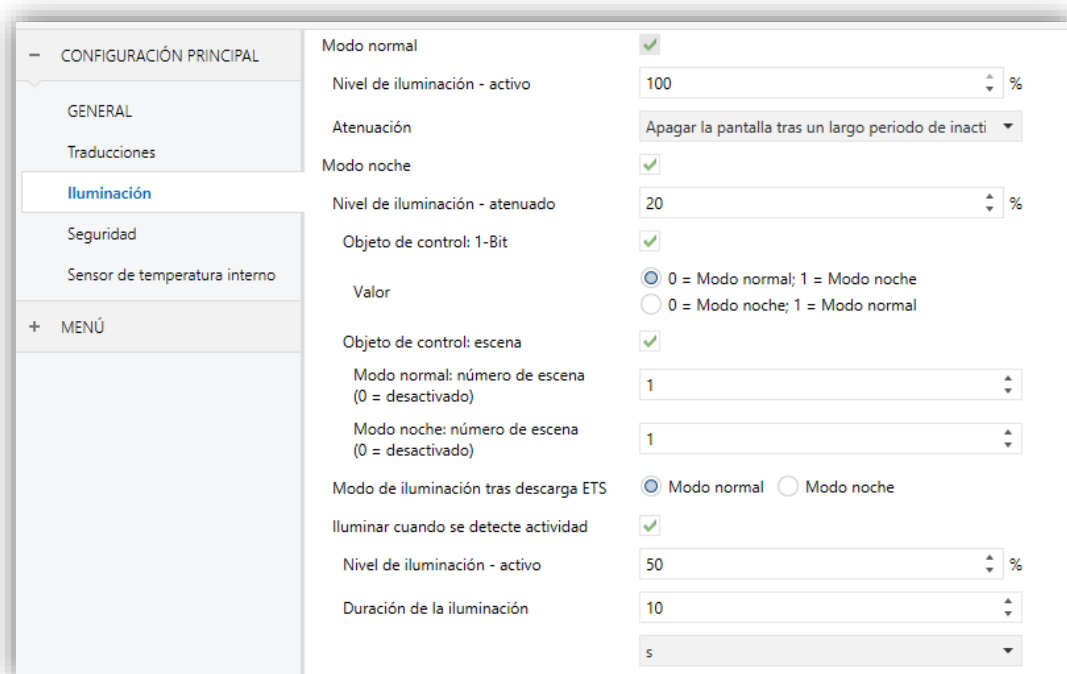 − CONFIGURACIÓN PRINCIPAL
GENERAL
Traducciones
Iluminación
Seguridad
Sensor de temperatura interno
+ MENÚ
Modo normal
Nivel de iluminación - activo 100 %
Atenuación Apagar la pantalla tras un largo periodo de inacti
Modo noche
Nivel de iluminación - atenuado 20 %
Objeto de control: 1-Bit
Valor 0 = Modo normal; 1 = Modo noche
0 = Modo noche; 1 = Modo normal
Objeto de control: escena
Modo normal: número de escena
(0 = desactivado) 1
Modo noche: número de escena
(0 = desactivado) 1
Modo de iluminación tras descarga ETS Modo normal Modo noche
Iluminar cuando se detecte actividad
Nivel de iluminación - activo 50 %
Duración de la iluminación 10
s